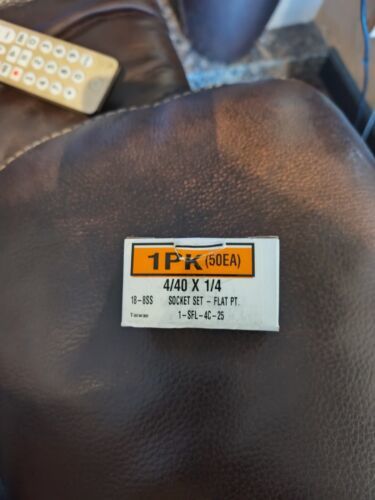 1PK (50EA)
4/40 X 1/4
18-8SS SOCKET SET - FLAT PT.
Taiwan 1-SFL-4C-25